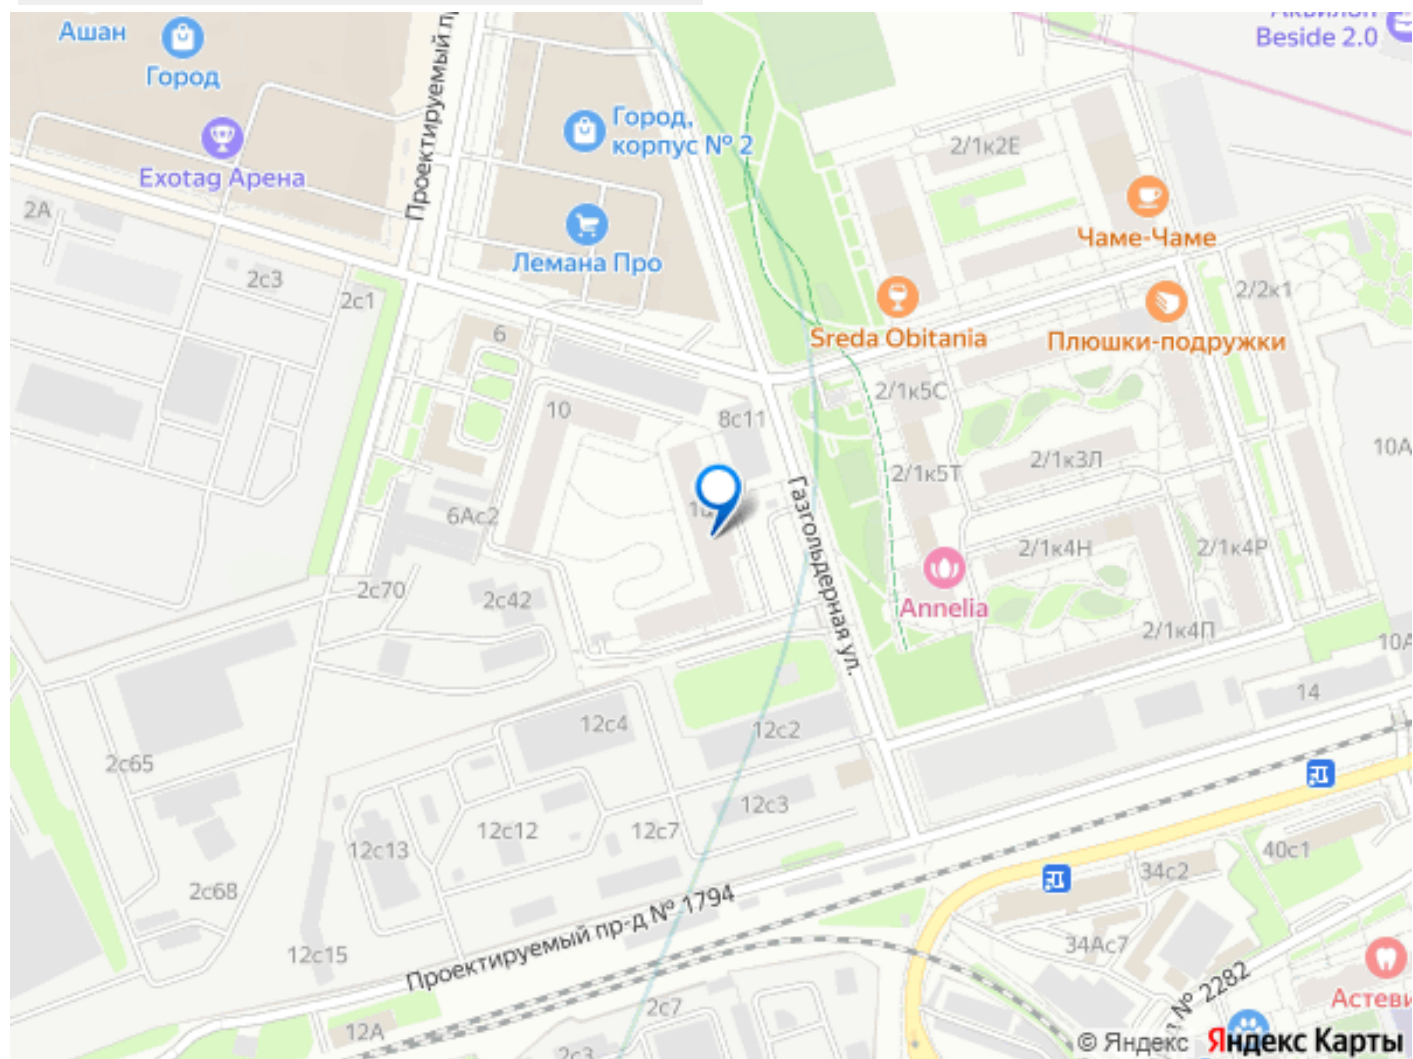 Ашан
Город
Exotag Арена
Проектируемый пр
Город,
корпус № 2
Лемана Про
Beside 2.0
2/1к2Е
Чаме-Чаме
Sreda Obitania
Плюшки-подружки
2/2к1
2А
2с3
2с1
6
10
8с11
2/1к5С
2/1к5Т
2/1к3Л
10А
6Ас2
Газгольдерная ул.
2/1к4Н
2/1к4Р
Annelia
2/1к4П
2с70
2с42
10А
14
12с4
12с2
2с65
12с3
12с12
12с7
12с13
2с68
40с1
34с2
Проектируемый пр-д № 1794
12с15
34Ас7
д № 2282
Астеви
2с7
12А
2с3
© Яндекс Яндекс Карты